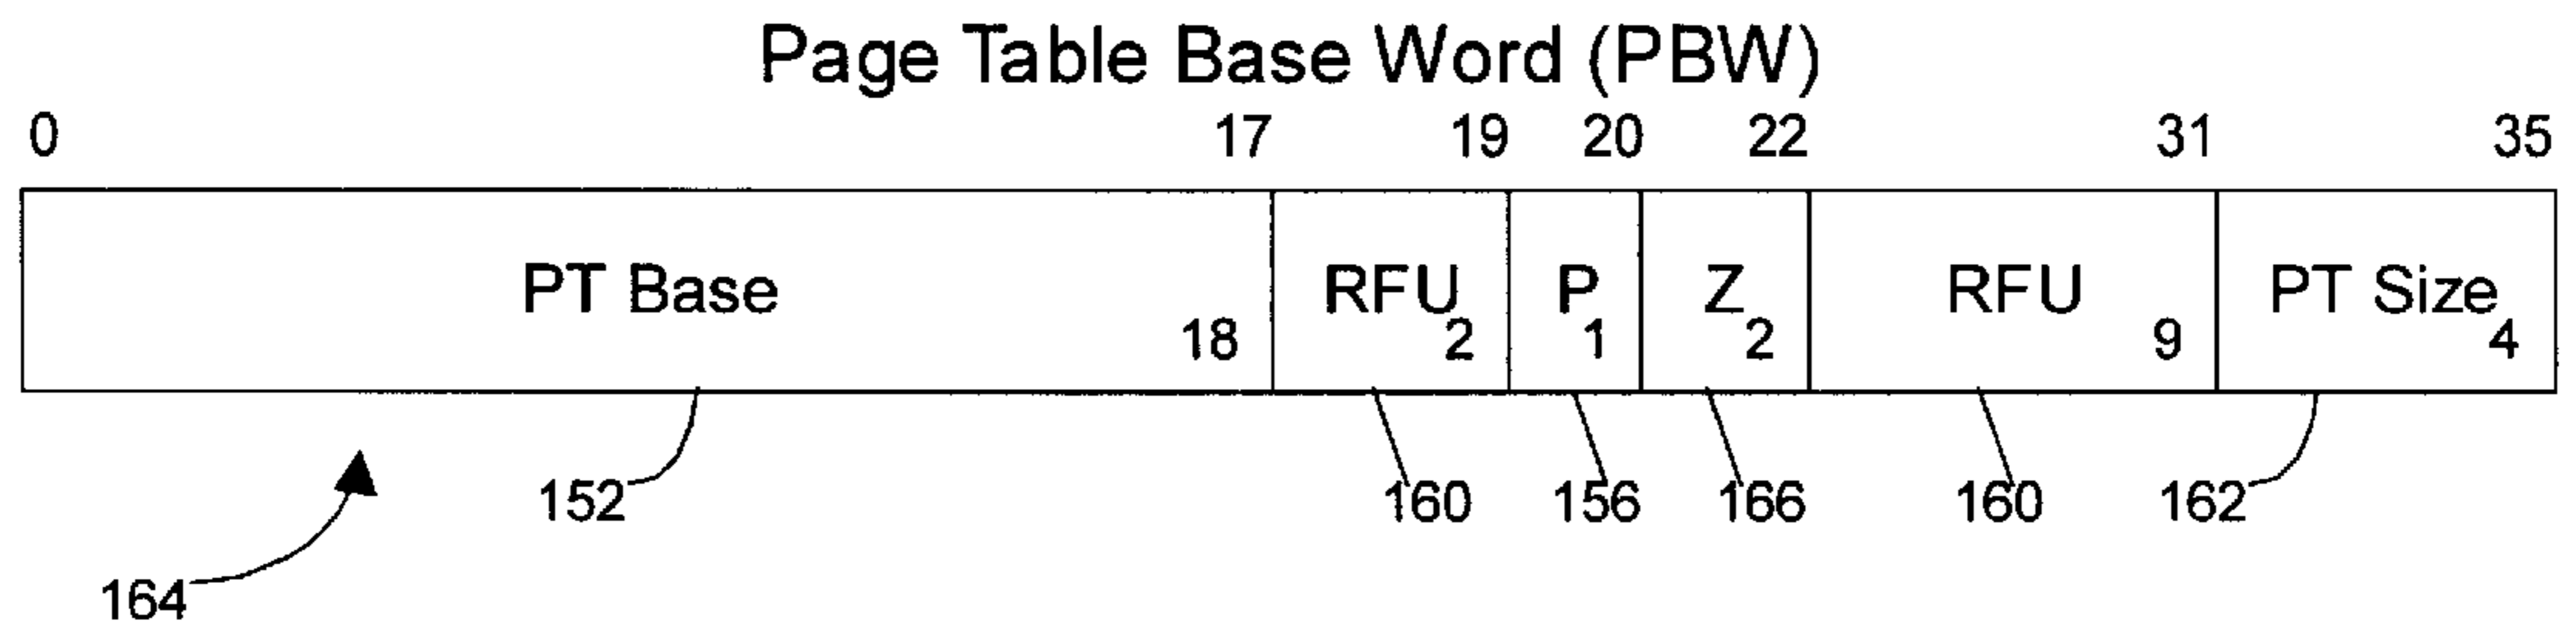 Page Table Base Word (PBW)
0 17 19 20 22 31 35
PT Base 18 RFU 2 P 1 Z 2 RFU 9 PT Size 4
152 160 156 166 160 162
164